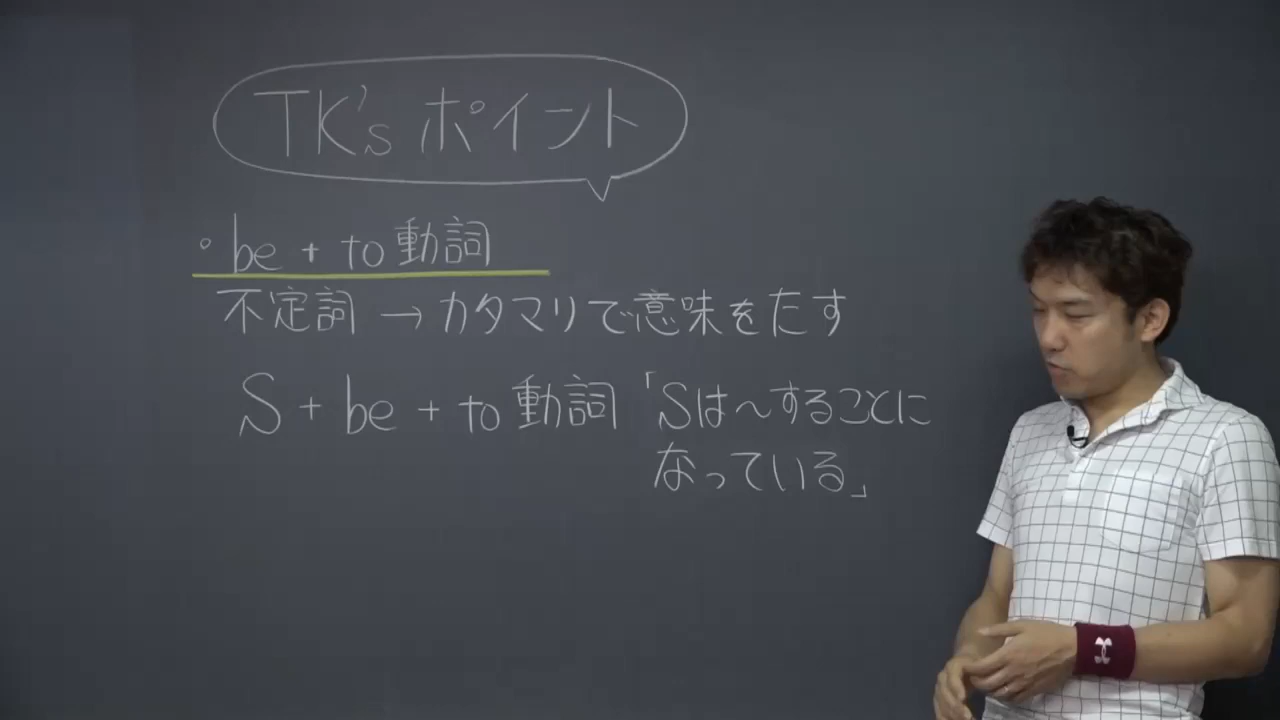 TK's ポイント
・be + to 動詞
不定詞 → カタマリで意味をたす
S + be + to 動詞 「Sは〜することに
なっている」